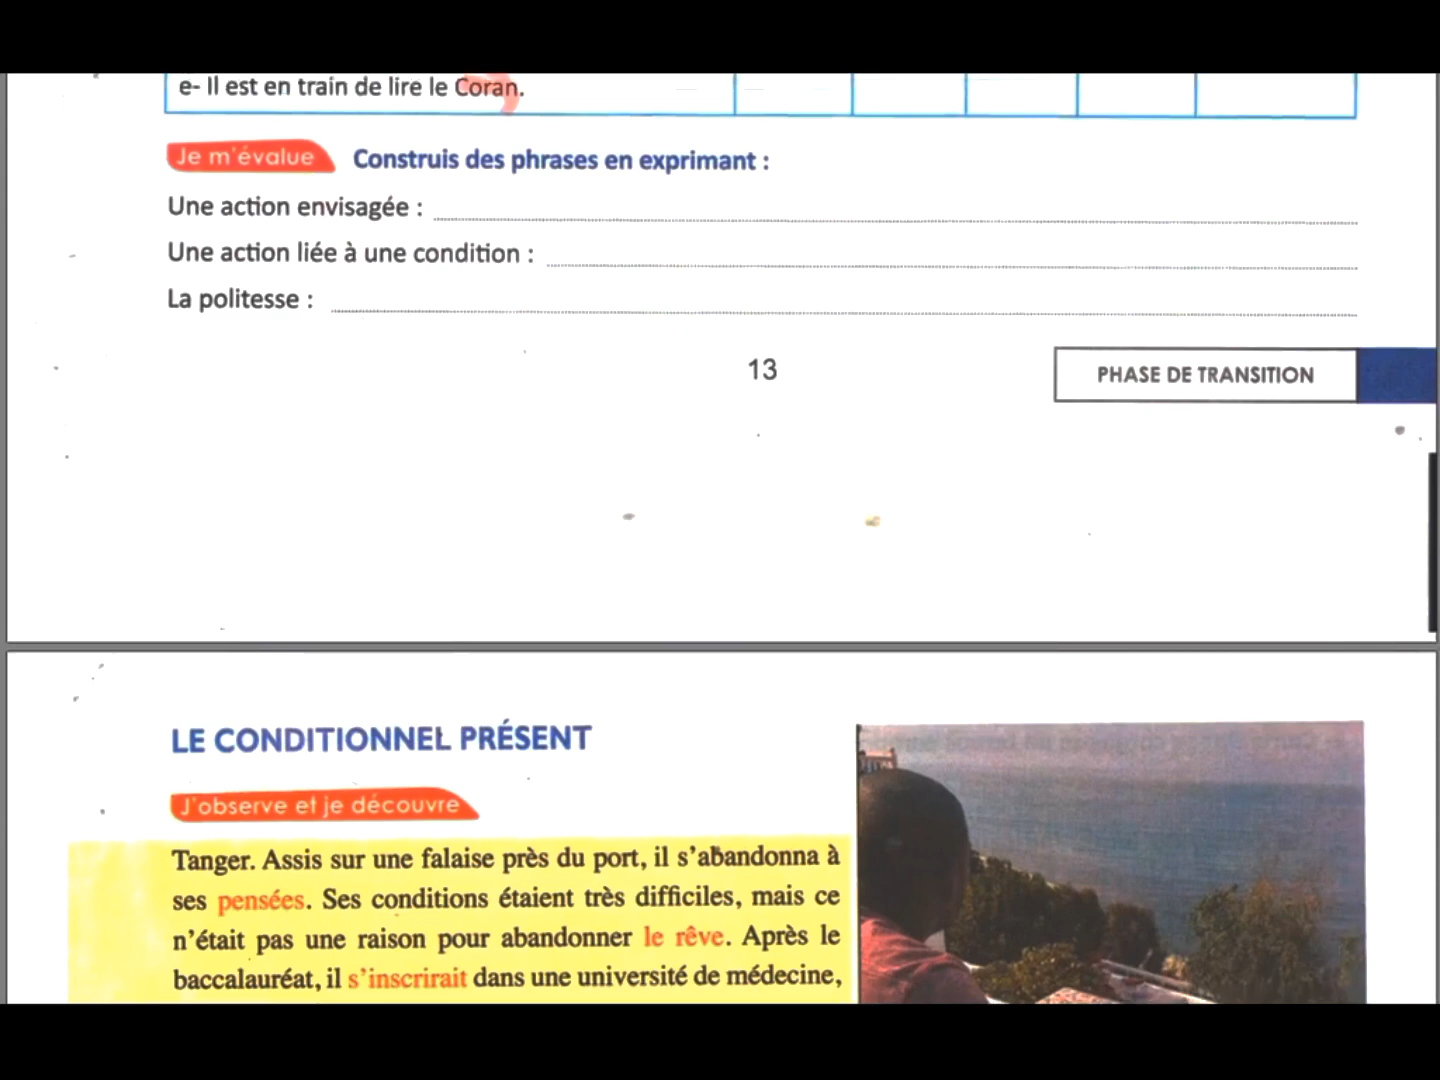 e- Il est en train de lire le Coran.
Je m'évalue Construis des phrases en exprimant :
Une action envisagée :
Une action liée à une condition :
La politesse :
13
PHASE DE TRANSITION
LE CONDITIONNEL PRÉSENT
J'observe et je découvre
Tanger. Assis sur une falaise près du port, il s'abandonna à
ses pensées. Ses conditions étaient très difficiles, mais ce
n'était pas une raison pour abandonner le rêve. Après le
baccalauréat, il s'inscrirait dans une université de médecine,